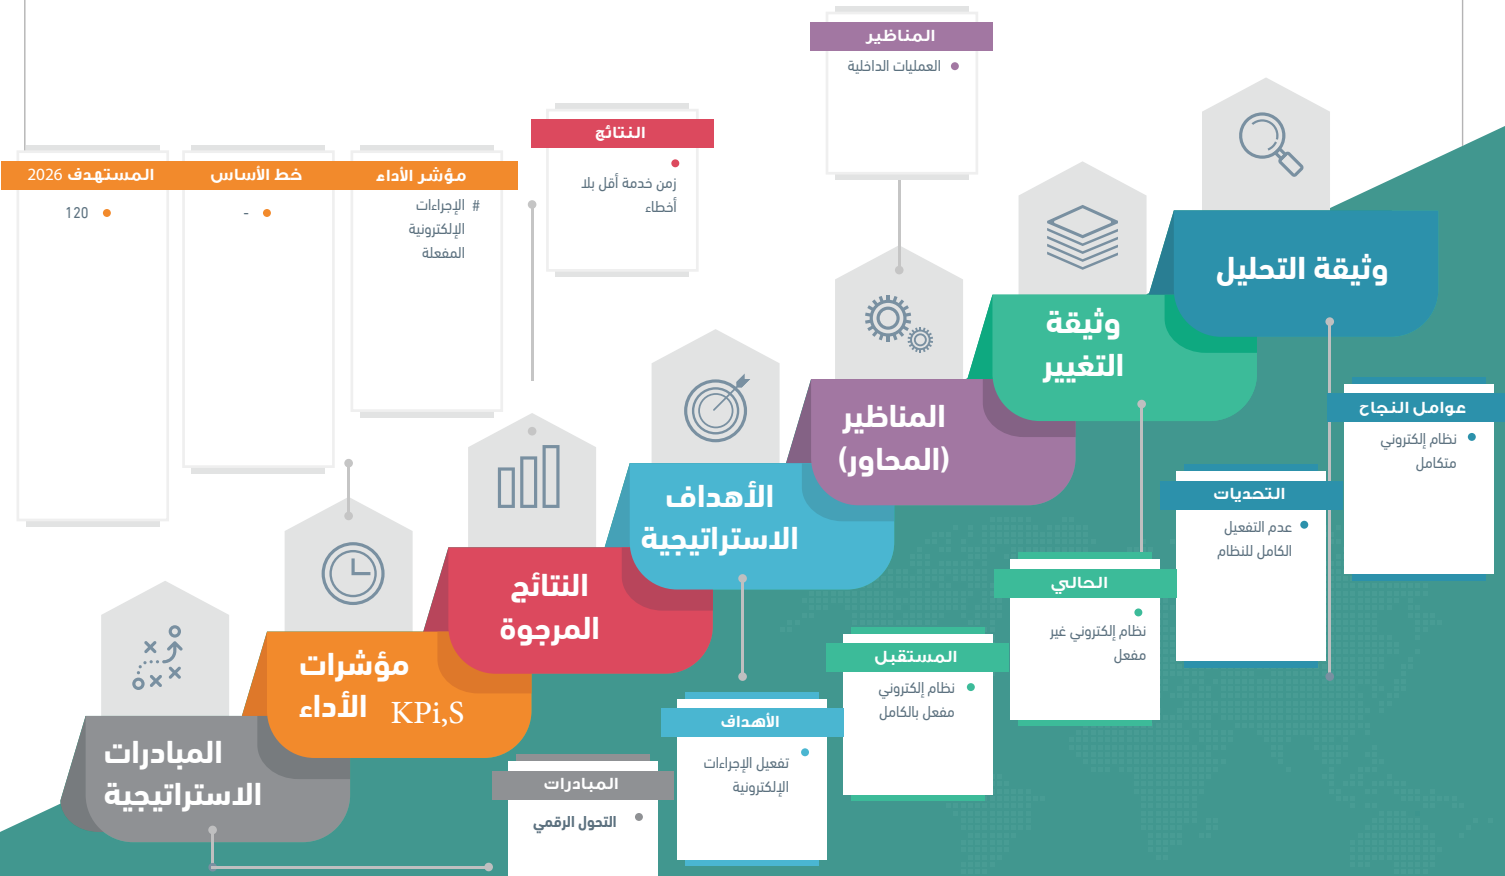 وثيقة التحليل
عوامل النجاح
نظام إلكتروني
متكامل
التحديات
عدم التفعيل
الكامل للنظام
وثيقة
التغيير
الحالي
نظام إلكتروني غير
مفعل
المستقبل
نظام إلكتروني
مفعل بالكامل
المناظير
العمليات الداخلية
المناظير
(المحاور)
الأهداف
الاستراتيجية
الأهداف
تفعيل الإجراءات
الإلكترونية
النتائج
زمن خدمة أقل بلا
أخطاء
النتائج
المرجوة
مؤشر الأداء
# الإجراءات
الإلكترونية
المفعلة
خط الأساس
-
المستهدف 2026
120
مؤشرات
الأداء KPi,S
المبادرات
الاستراتيجية
المبادرات
التحول الرقمي